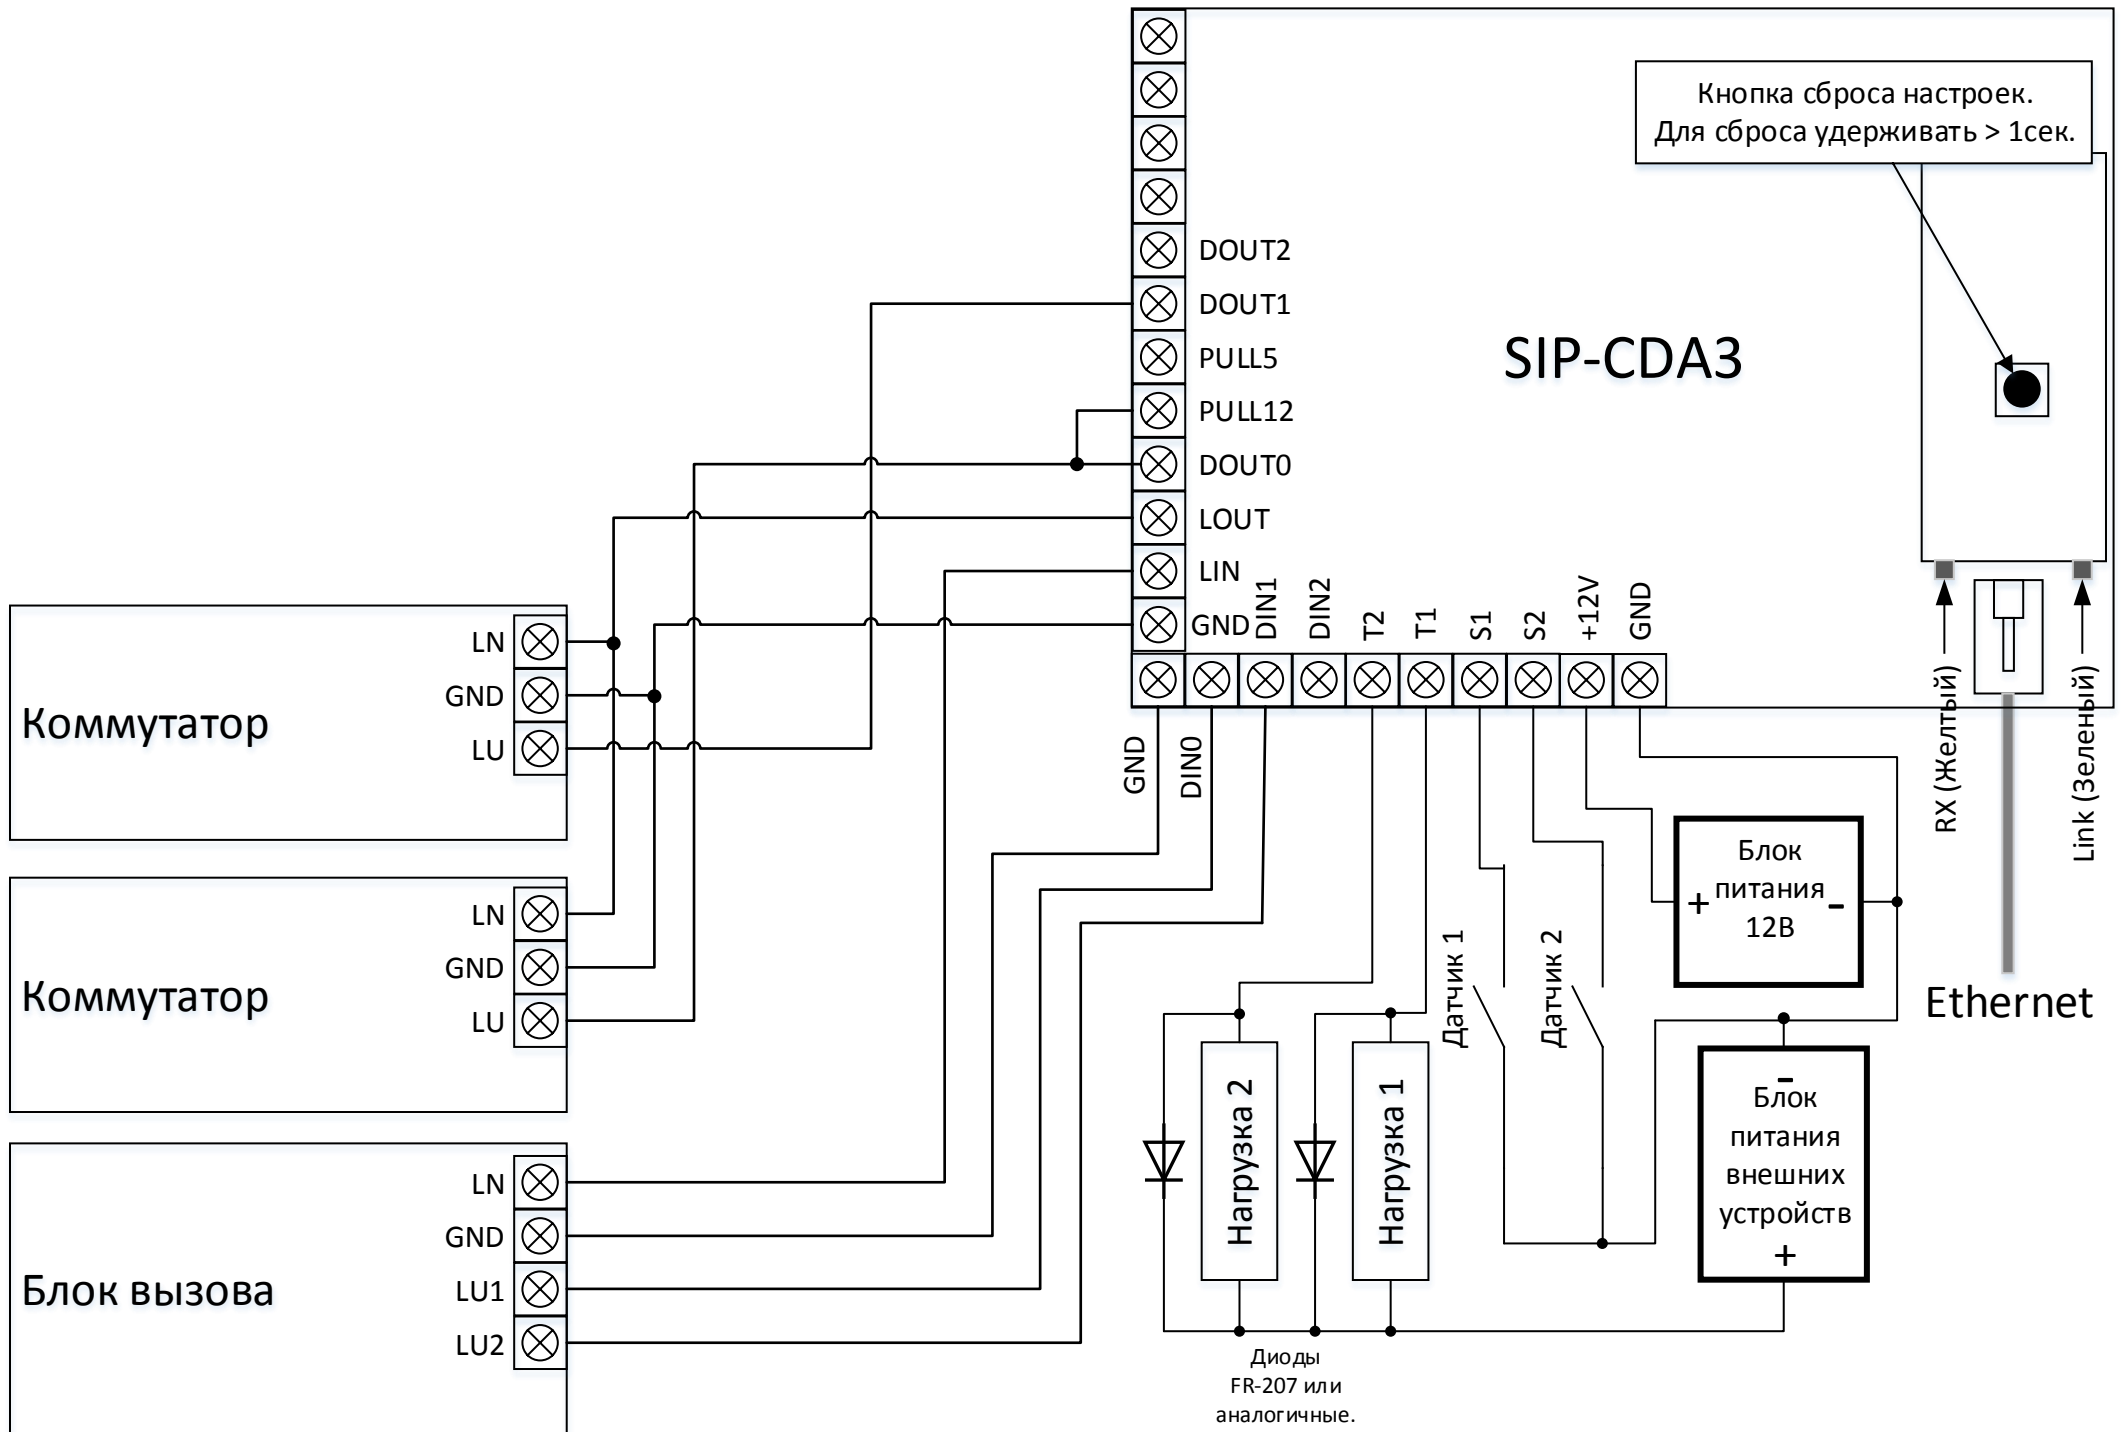 Кнопка сброса настроек.
Для сброса удерживать > 1сек.
DOUT2
DOUT1
PULL5
PULL12
DOUT0
LOUT
LIN
GND
SIP-CDA3
DIN1
DIN2
T2
T1
S1
S2
+12V
GND
GND
DIN0
RX (Желтый)
Link (Зеленый)
Ethernet
Коммутатор
LN
GND
LU
Коммутатор
LN
GND
LU
Блок вызова
LN
GND
LU1
LU2
Нагрузка 2
Нагрузка 1
Датчик 1
Датчик 2
Блок
питания
12В
+
-
-
Блок
питания
внешних
устройств
+
Диоды
FR-207 или
аналогичные.